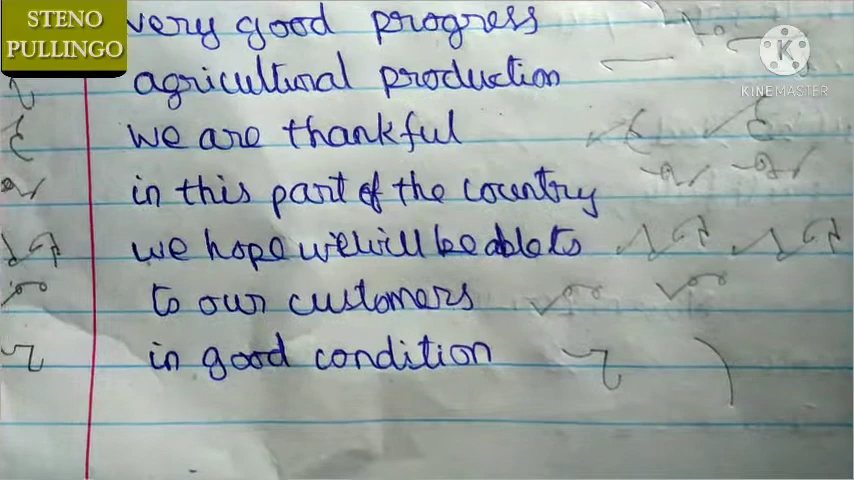 STENO
PULLINGO
very good progress
KINEMASTER
agricultural production
we are thankful
in this part of the country
we hope we will be able to
to our customers
in good condition